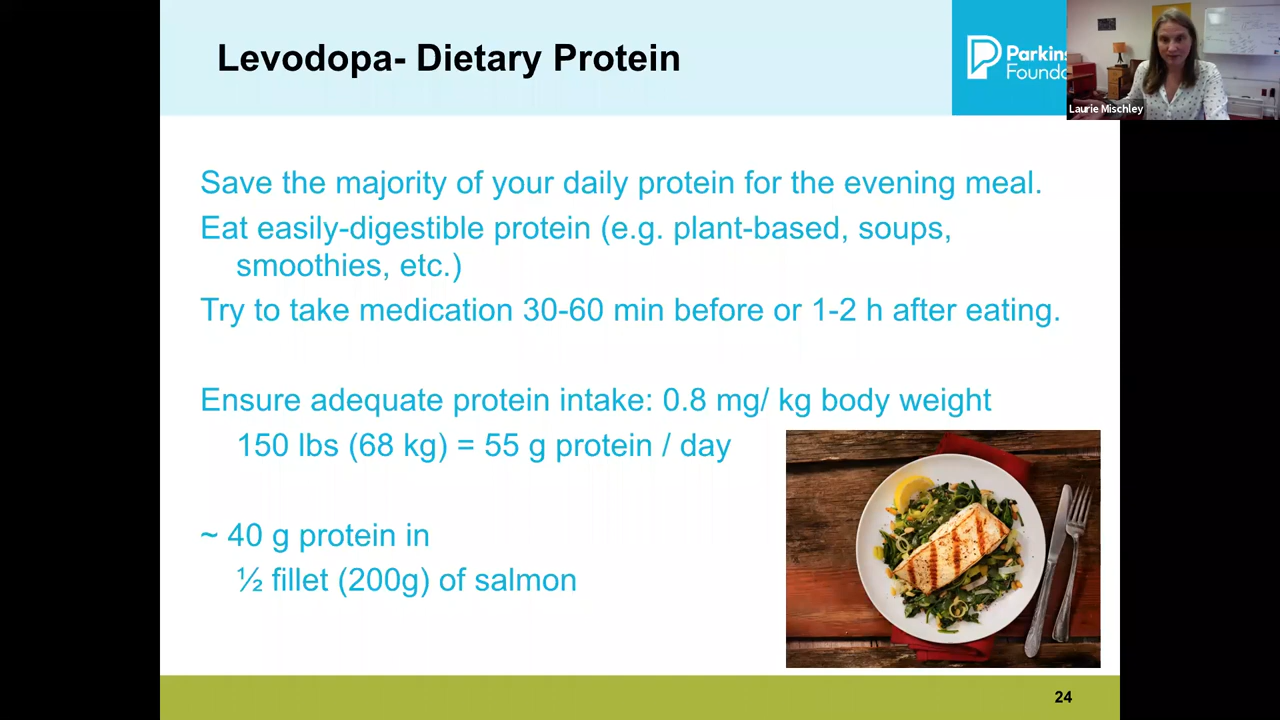 Levodopa- Dietary Protein
Parkins
Founda
Laurie Mischley
Save the majority of your daily protein for the evening meal.
Eat easily-digestible protein (e.g. plant-based, soups,
smoothies, etc.)
Try to take medication 30-60 min before or 1-2 h after eating.
Ensure adequate protein intake: 0.8 mg/ kg body weight
150 lbs (68 kg) = 55 g protein / day
~ 40 g protein in
½ fillet (200g) of salmon
24